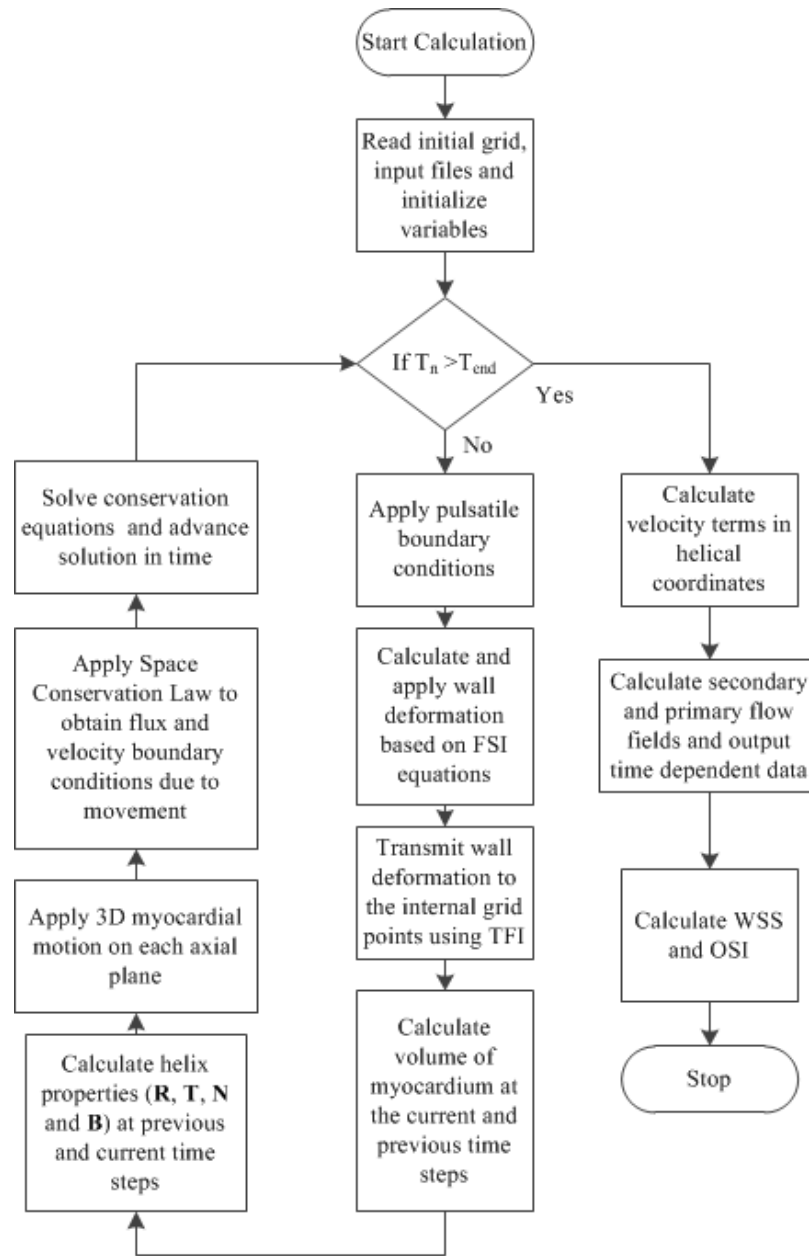 Start Calculation
Read initial grid,
input files and
initialize
variables
If Tn >Tend
Yes
No
Solve conservation
equations and advance
solution in time
Apply pulsatile
boundary
conditions
Calculate
velocity terms in
helical
coordinates
Apply Space
Conservation Law to
obtain flux and
velocity boundary
conditions due to
movement
Calculate and
apply wall
deformation
based on FSI
equations
Calculate secondary
and primary flow
fields and output
time dependent data
Apply 3D myocardial
motion on each axial
plane
Transmit wall
deformation to
the internal grid
points using TFI
Calculate WSS
and OSI
Calculate helix
properties (R, T, N
and B) at previous
and current time
steps
Calculate
volume of
myocardium at
the current and
previous time
steps
Stop